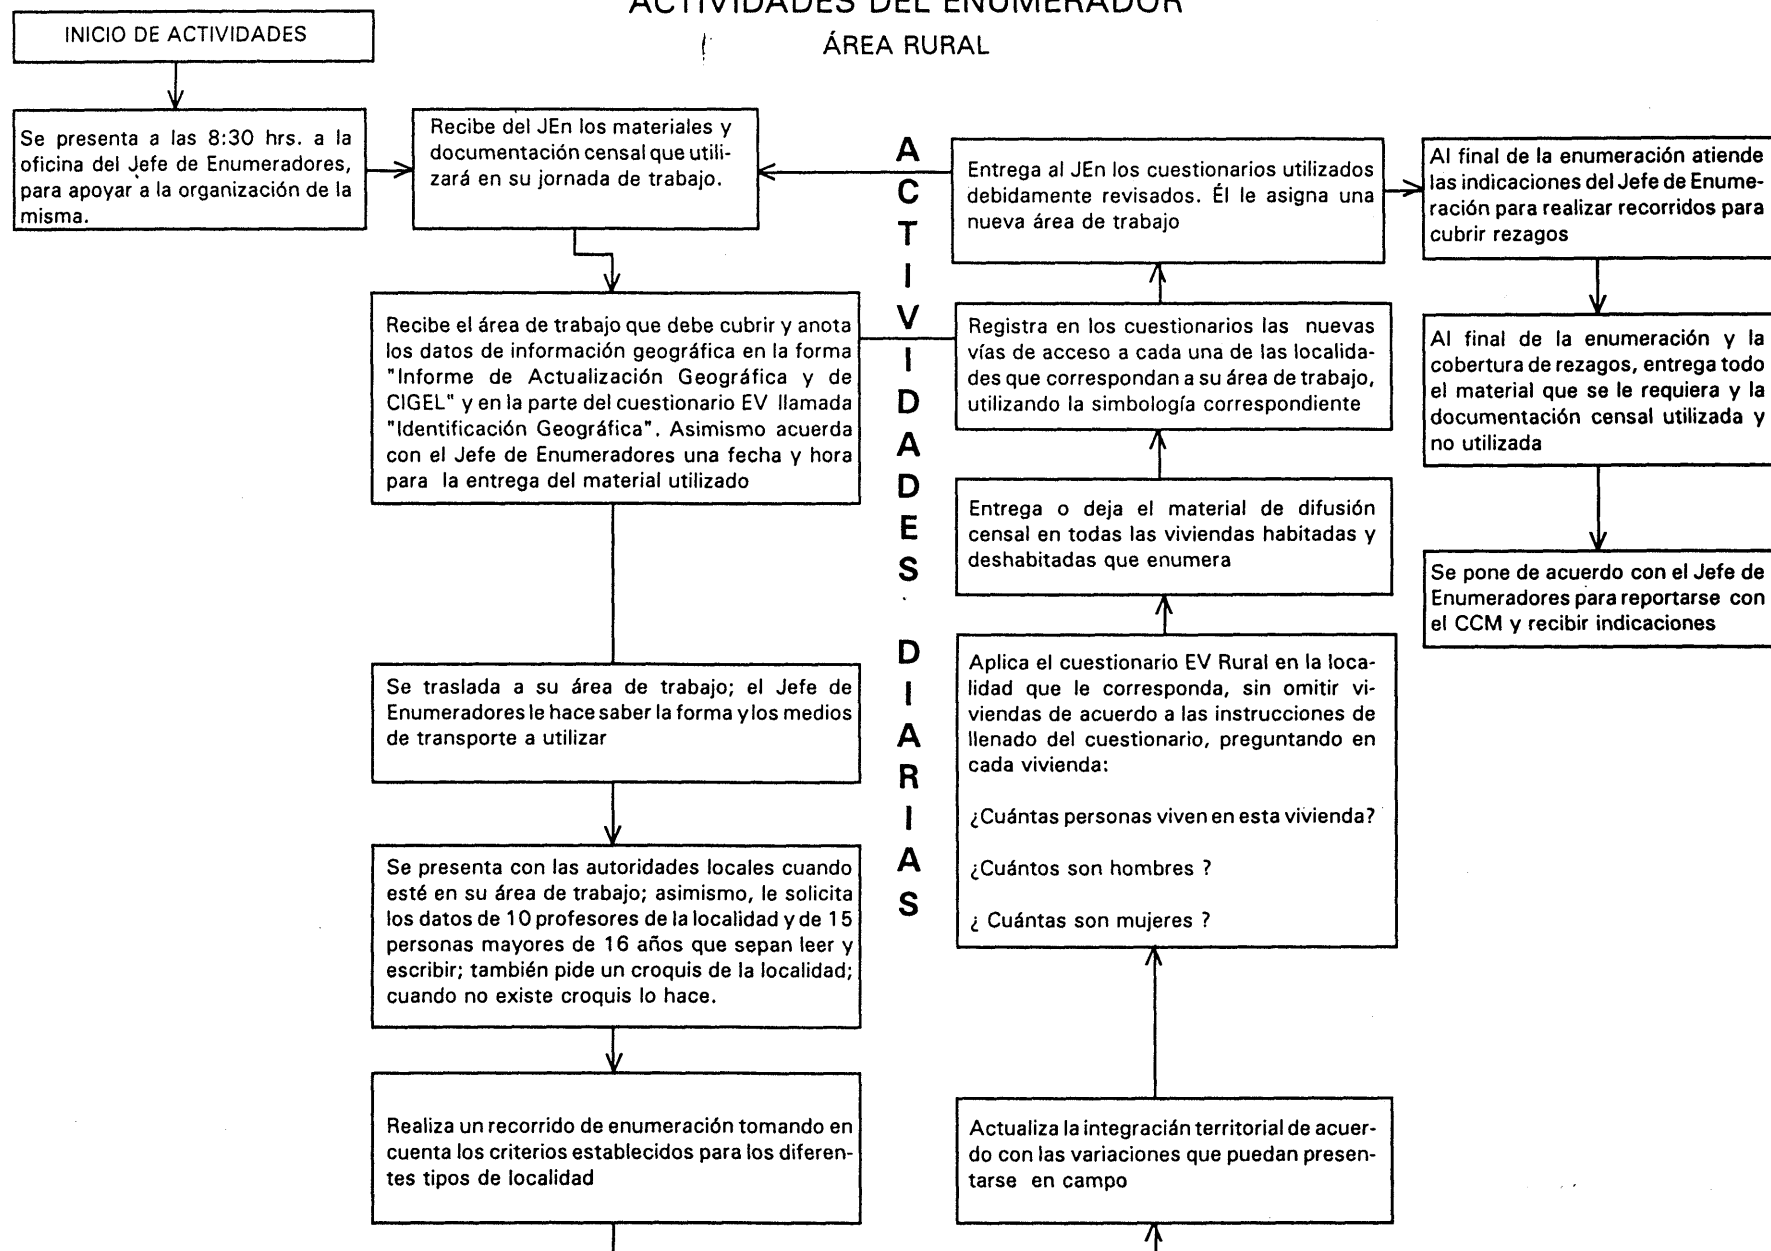 ACTIVIDADES DEL ENUMERADOR
ÁREA RURAL
INICIO DE ACTIVIDADES
Se presenta a las 8:30 hrs. a la
oficina del Jefe de Enumeradores,
para apoyar a la organización de la
misma.
Recibe del JEn los materiales y
documentación censal que utili-
zará en su jornada de trabajo.
Recibe el área de trabajo que debe cubrir y anota
los datos de información geográfica en la forma
"Informe de Actualización Geográfica y de
CIGEL" y en la parte del cuestionario EV llamada
"Identificación Geográfica". Asimismo acuerda
con el Jefe de Enumeradores una fecha y hora
para la entrega del material utilizado
Se traslada a su área de trabajo; el Jefe de
Enumeradores le hace saber la forma y los medios
de transporte a utilizar
Se presenta con las autoridades locales cuando
esté en su área de trabajo; asimismo, le solicita
los datos de 10 profesores de la localidad y de 15
personas mayores de 16 años que sepan leer y
escribir; también pide un croquis de la localidad;
cuando no existe croquis lo hace.
Realiza un recorrido de enumeración tomando en
cuenta los criterios establecidos para los diferen-
tes tipos de localidad
ACTIVIDADES DIARIAS
Entrega al JEn los cuestionarios utilizados
debidamente revisados. Él le asigna una
nueva área de trabajo
Registra en los cuestionarios las nuevas
vías de acceso a cada una de las localida-
des que correspondan a su área de trabajo,
utilizando la simbología correspondiente
Entrega o deja el material de difusión
censal en todas las viviendas habitadas y
deshabitadas que enumera
Aplica el cuestionario EV Rural en la loca-
lidad que le corresponda, sin omitir vi-
viendas de acuerdo a las instrucciones de
llenado del cuestionario, preguntando en
cada vivienda:
¿Cuántas personas viven en esta vivienda?
¿Cuántos son hombres ?
¿ Cuántas son mujeres ?
Actualiza la integracián territorial de acuer-
do con las variaciones que puedan presen-
tarse en campo
Al final de la enumeración atiende
las indicaciones del Jefe de Enume-
ración para realizar recorridos para
cubrir rezagos
Al final de la enumeración y la
cobertura de rezagos, entrega todo
el material que se le requiera y la
documentación censal utilizada y
no utilizada
Se pone de acuerdo con el Jefe de
Enumeradores para reportarse con
el CCM y recibir indicaciones